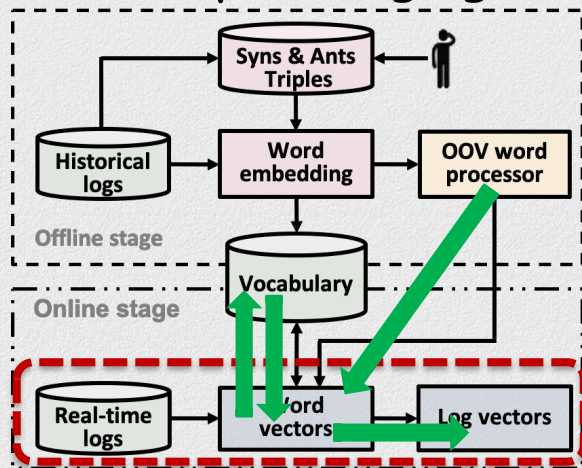 Syns & Ants
Triples
Historical
logs
Word
embedding
OOV word
processor
Offline stage
Vocabulary
Online stage
Real-time
logs
Word
vectors
Log vectors